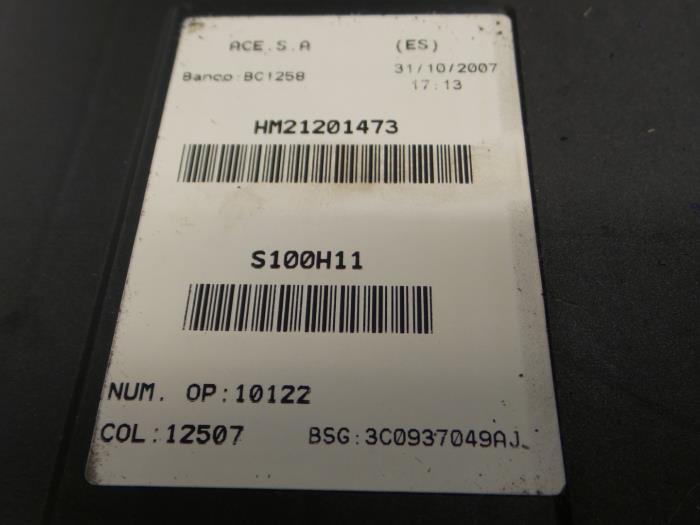 ACE.S.A (ES)
Banco:BC1258 31/10/2007
17:13
HM21201473
S100H11
NUM. OP:10122
COL:12507 BSG:3C0937049AJ